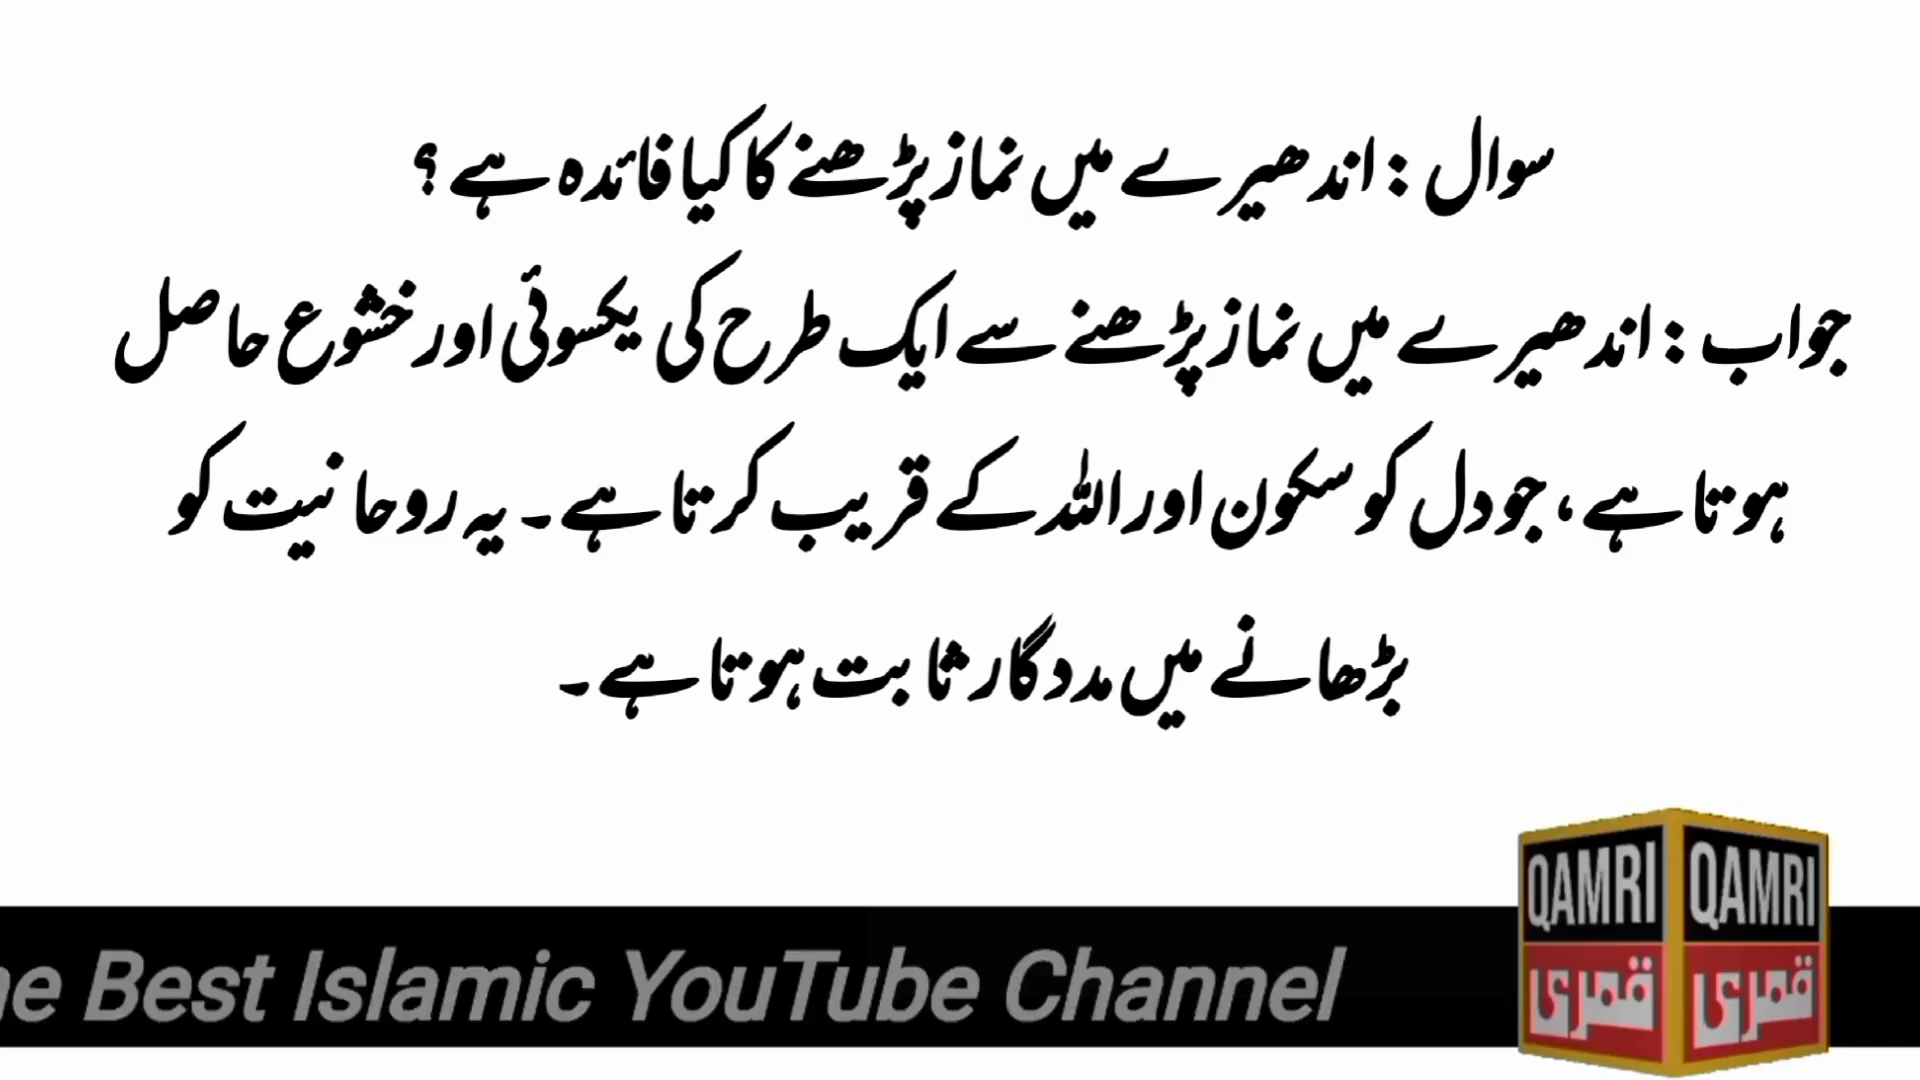 سوال : اندھیرے میں نماز پڑھنے کا کیا فائدہ ہے ؟
جواب : اندھیرے میں نماز پڑھنے سے ایک طرح کی یکسوئی اور خشوع حاصل
ہوتا ہے ، جو دل کو سکون اور اللہ کے قریب کرتا ہے ۔ یہ روحانیت کو
بڑھانے میں مددگار ثابت ہوتا ہے ۔
QAMRI QAMRI
قمری قمری
he Best Islamic YouTube Channel